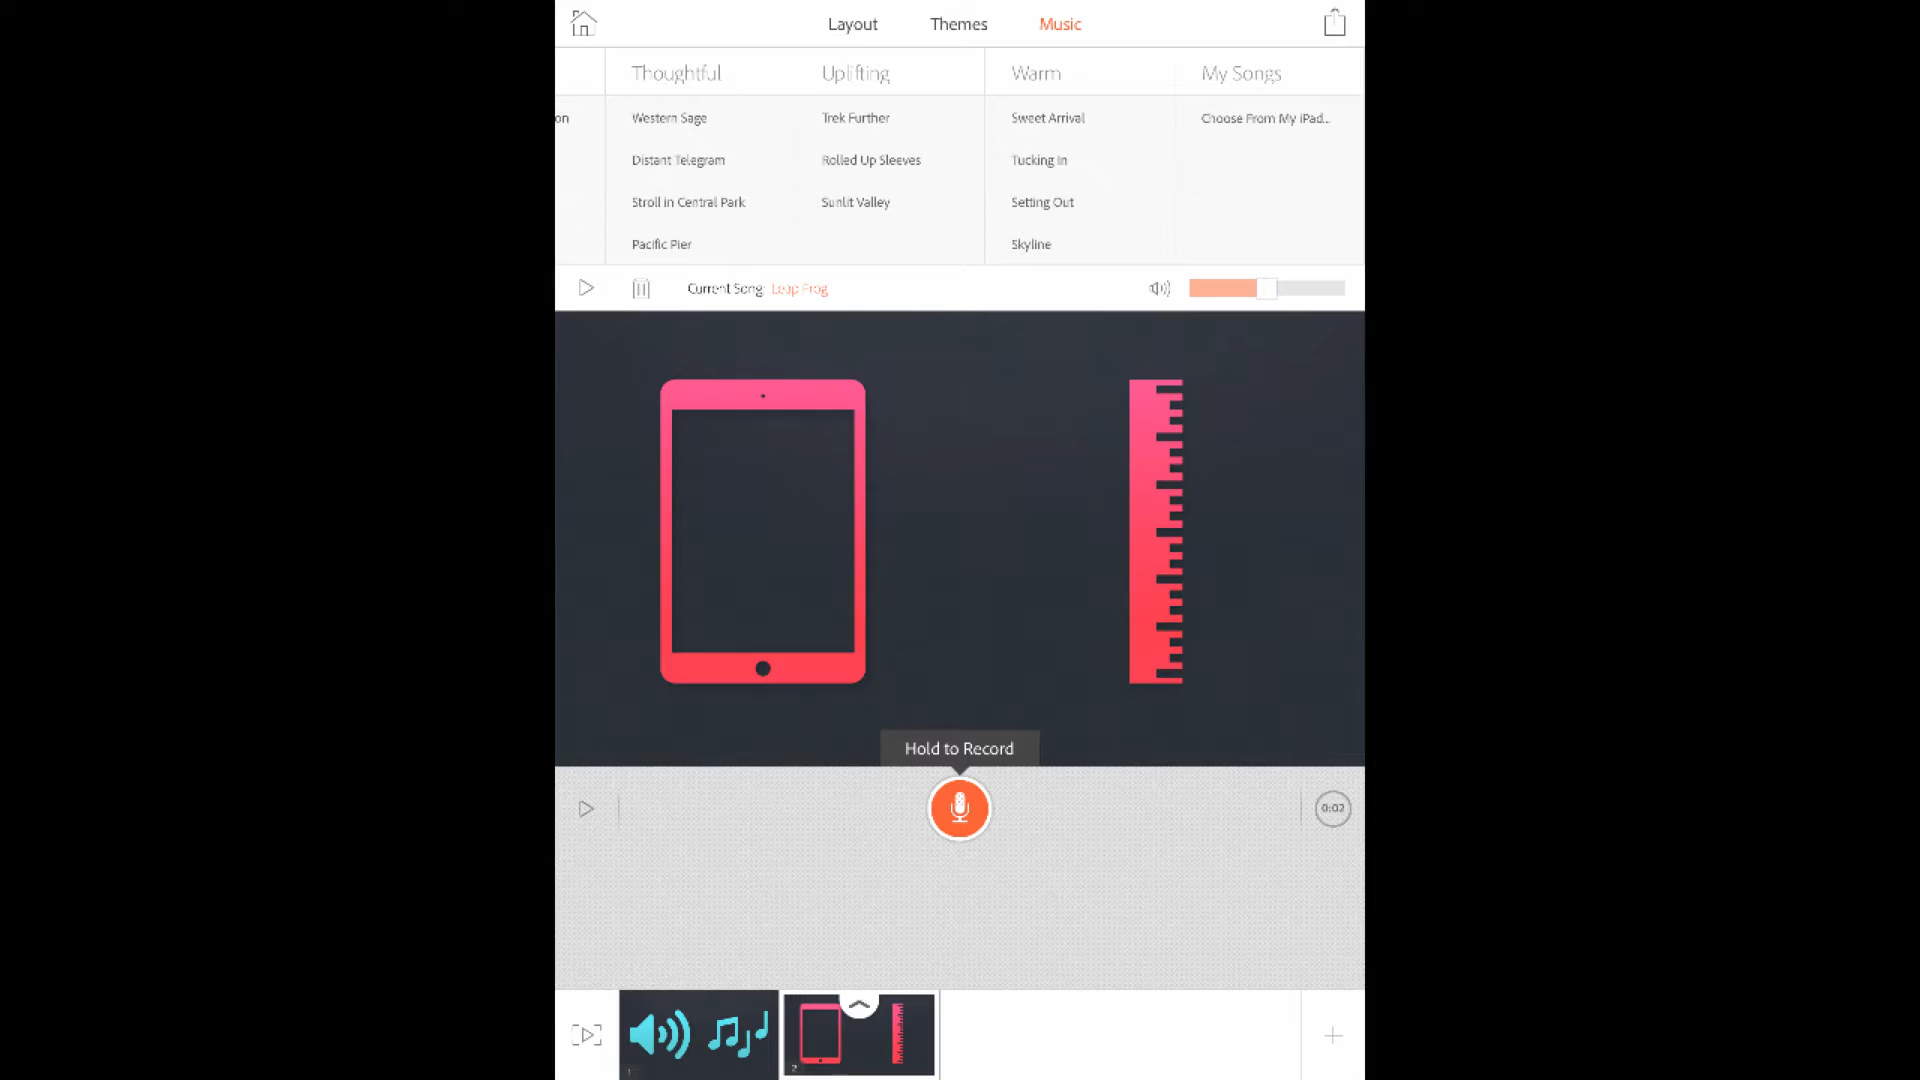 Layout Themes Music
Thoughtful Uplifting Warm My Songs
on Western Sage Trek Further Sweet Arrival Choose From My iPad...
Distant Telegram Rolled Up Sleeves Tucking In
Stroll in Central Park Sunlit Valley Setting Out
Pacific Pier Skyline
Current Song: Leap Frog
Hold to Record
0:02
1 2